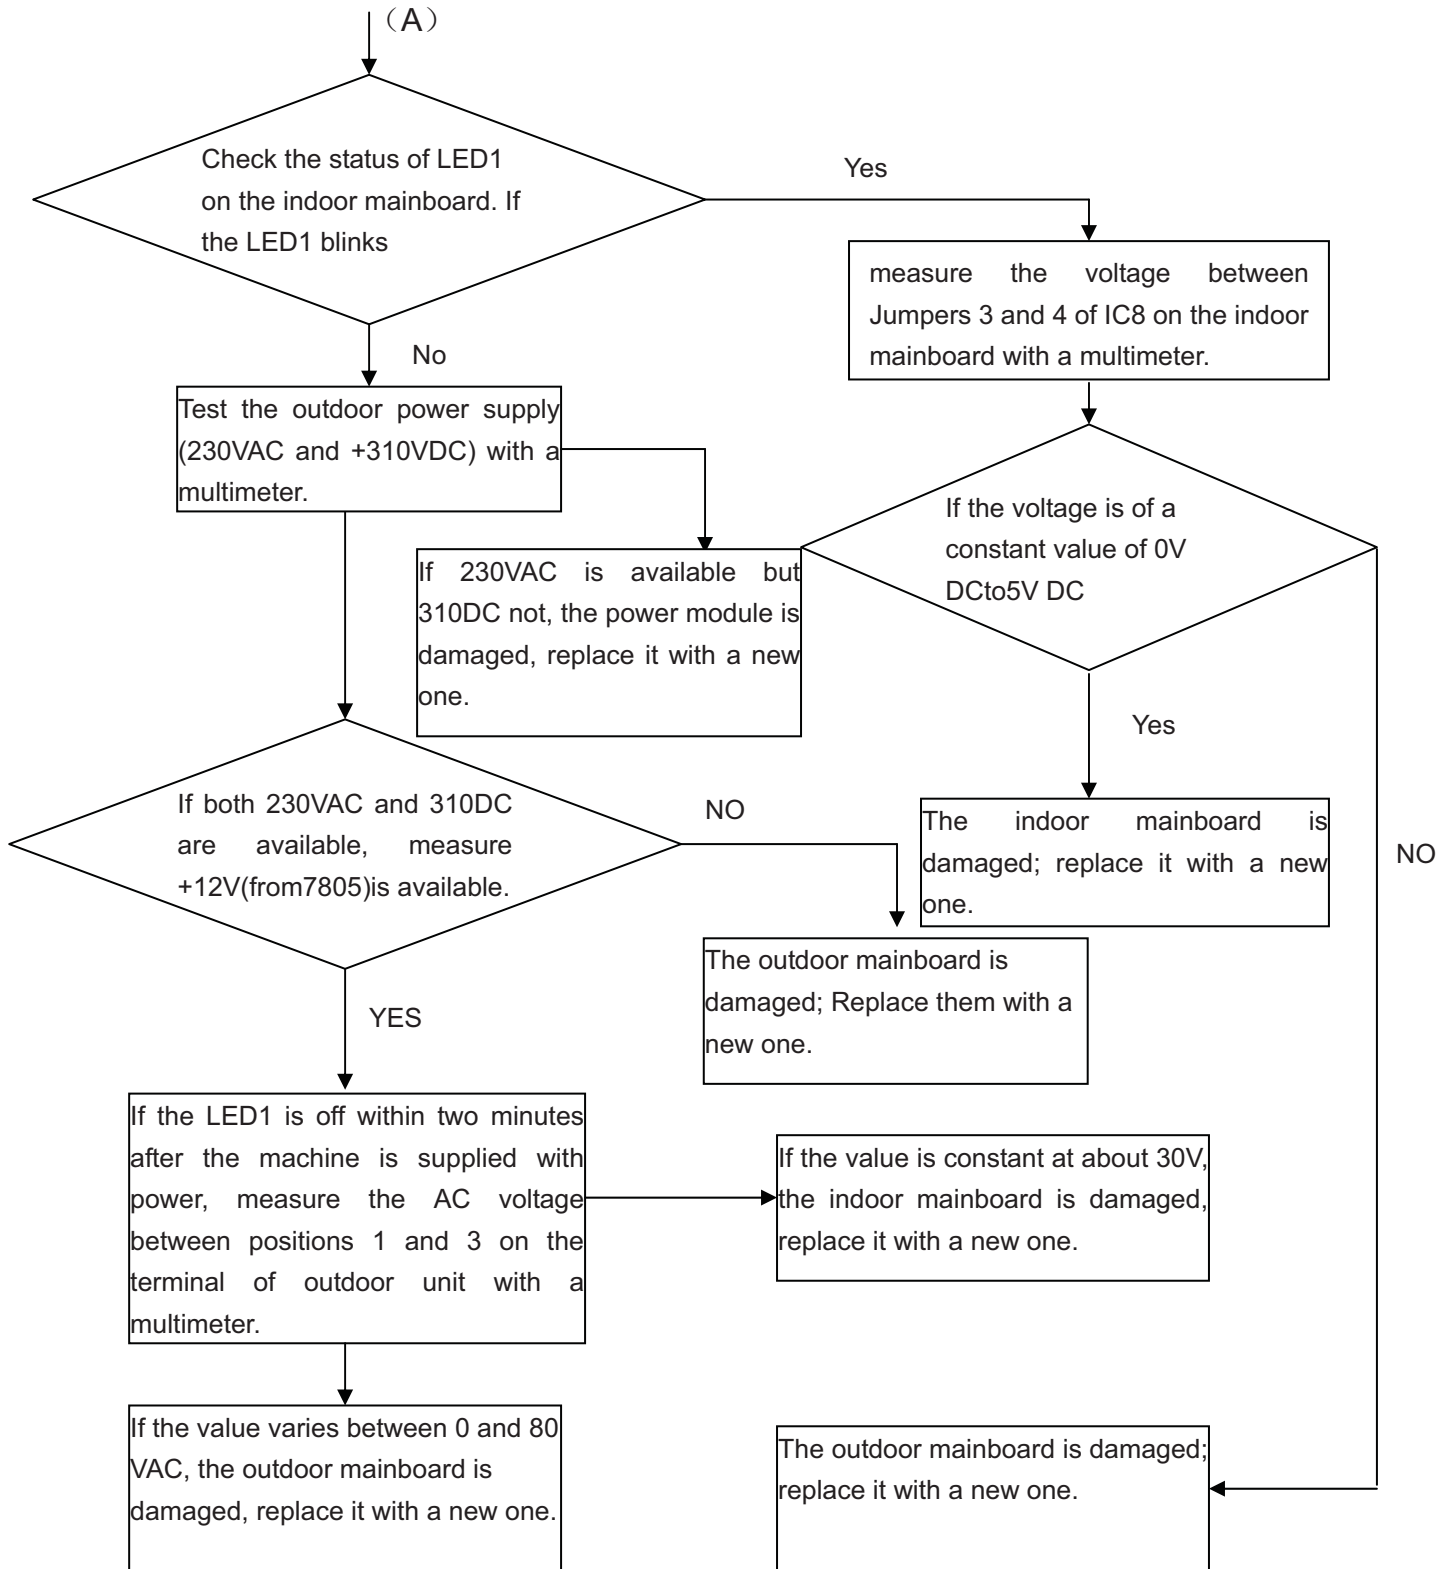 （A）
Check the status of LED1
on the indoor mainboard. If
the LED1 blinks
Yes
measure the voltage between
Jumpers 3 and 4 of IC8 on the indoor
mainboard with a multimeter.
No
Test the outdoor power supply
(230VAC and +310VDC) with a
multimeter.
If the voltage is of a
constant value of 0V
DCto5V DC
If 230VAC is available but
310DC not, the power module is
damaged, replace it with a new
one.
Yes
If both 230VAC and 310DC
are available, measure
+12V(from7805)is available.
NO
The indoor mainboard is
damaged; replace it with a new
one.
NO
The outdoor mainboard is
damaged; Replace them with a
new one.
YES
If the LED1 is off within two minutes
after the machine is supplied with
power, measure the AC voltage
between positions 1 and 3 on the
terminal of outdoor unit with a
multimeter.
If the value is constant at about 30V,
the indoor mainboard is damaged,
replace it with a new one.
If the value varies between 0 and 80
VAC, the outdoor mainboard is
damaged, replace it with a new one.
The outdoor mainboard is damaged;
replace it with a new one.